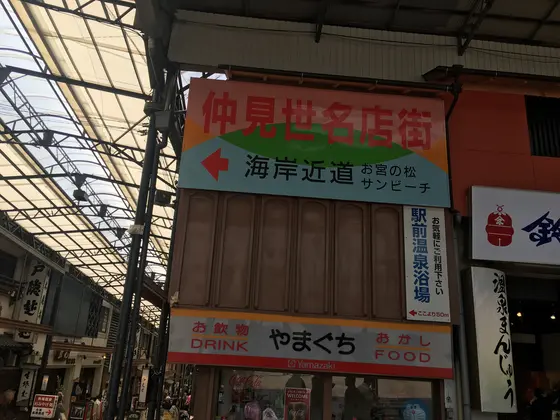 仲見世名店街
海岸近道
お宮の松
サンビーチ
お気軽にご利用下さい
駅前温泉浴場
ここより50m
お飲物
DRINK
やまぐち
おかし
FOOD
温泉まんじゅう
WELCOME